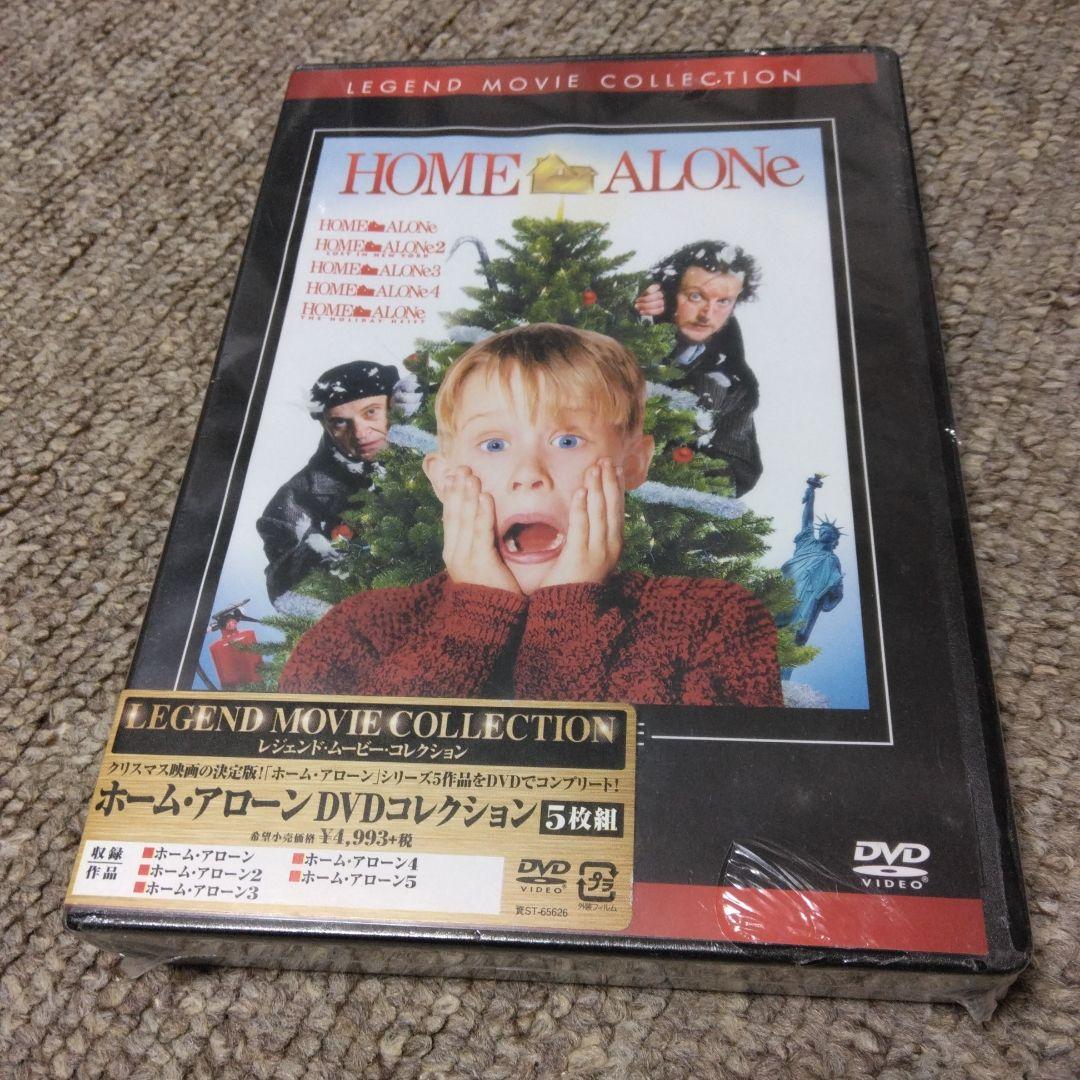 LEGEND MOVIE COLLECTION
HOME ALONe
HOME ALONe
HOME ALONe2
LOST IN NEW YORK
HOME ALONe3
HOME ALONe4
HOME ALONe
THE HOLIDAY HEIST
LEGEND MOVIE COLLECTION
レジェンド・ムービー・コレクション
クリスマス映画の決定版!「ホーム・アローン」シリーズ5作品をDVDでコンプリート!
ホーム・アローン DVDコレクション 5枚組
希望小売価格 ¥4,993+税
収録作品
■ホーム・アローン
■ホーム・アローン2
■ホーム・アローン3
■ホーム・アローン4
■ホーム・アローン5
DVD
VIDEO
プラ
外装フィルム
賞ST-65626
DVD
VIDEO